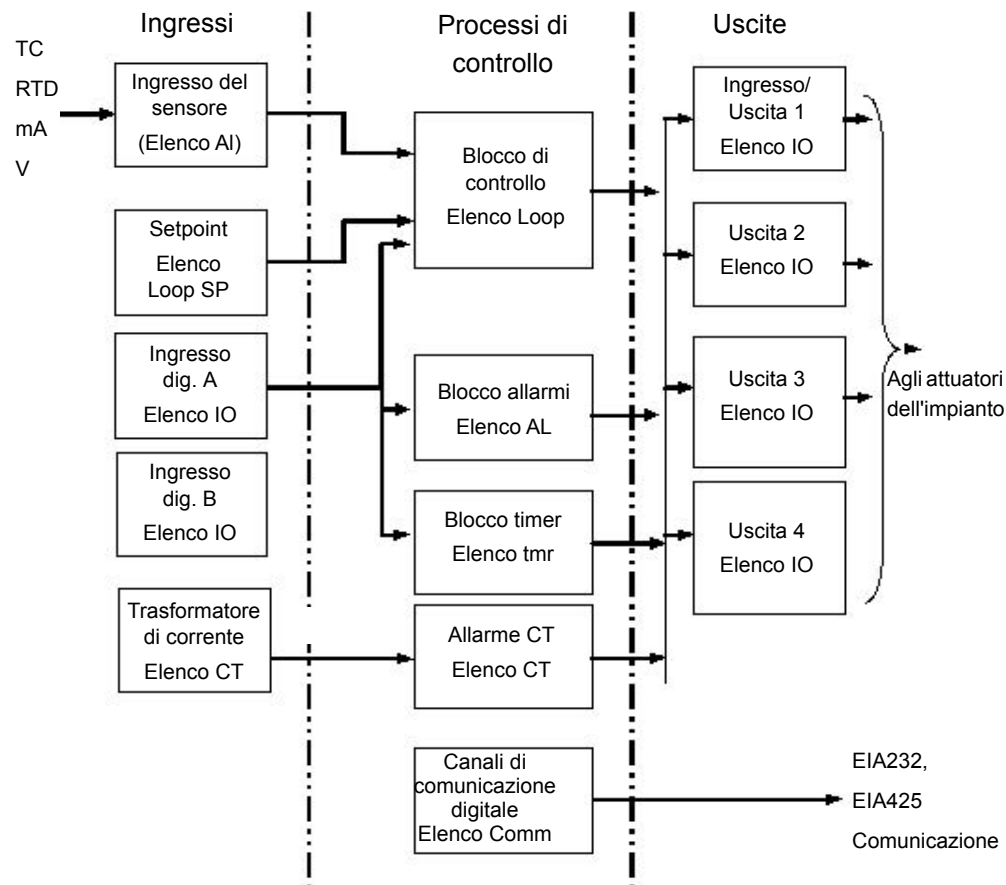 Ingressi
Processi di
controllo
Uscite
TC
RTD
mA
V
Ingresso del
sensore
(Elenco AI)
Setpoint
Elenco
Loop SP
Ingresso
dig. A
Elenco IO
Ingresso
dig. B
Elenco IO
Trasformatore
di corrente
Elenco CT
Blocco di
controllo
Elenco Loop
Blocco allarmi
Elenco AL
Blocco timer
Elenco tmr
Allarme CT
Elenco CT
Canali di
comunicazione
digitale
Elenco Comm
Ingresso/
Uscita 1
Elenco IO
Uscita 2
Elenco IO
Uscita 3
Elenco IO
Uscita 4
Elenco IO
Agli attuatori
dell'impianto
EIA232,
EIA425
Comunicazione